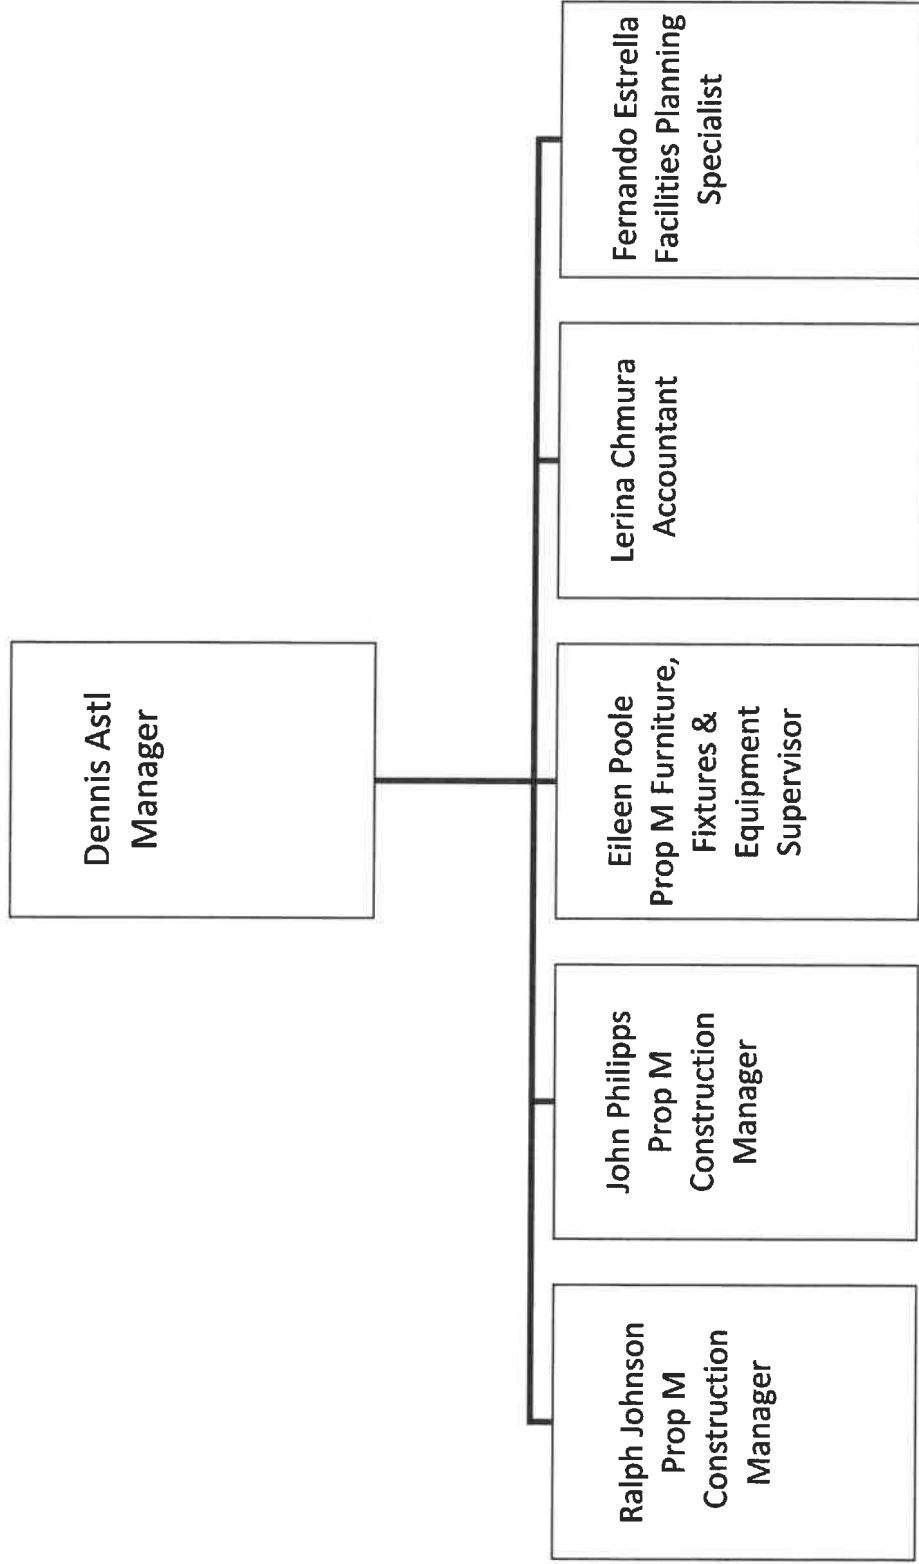 Dennis Astl
Manager
Ralph Johnson
Prop M
Construction
Manager
John Philipps
Prop M
Construction
Manager
Eileen Poole
Prop M Furniture,
Fixtures &
Equipment
Supervisor
Lerina Chmura
Accountant
Fernando Estrella
Facilities Planning
Specialist